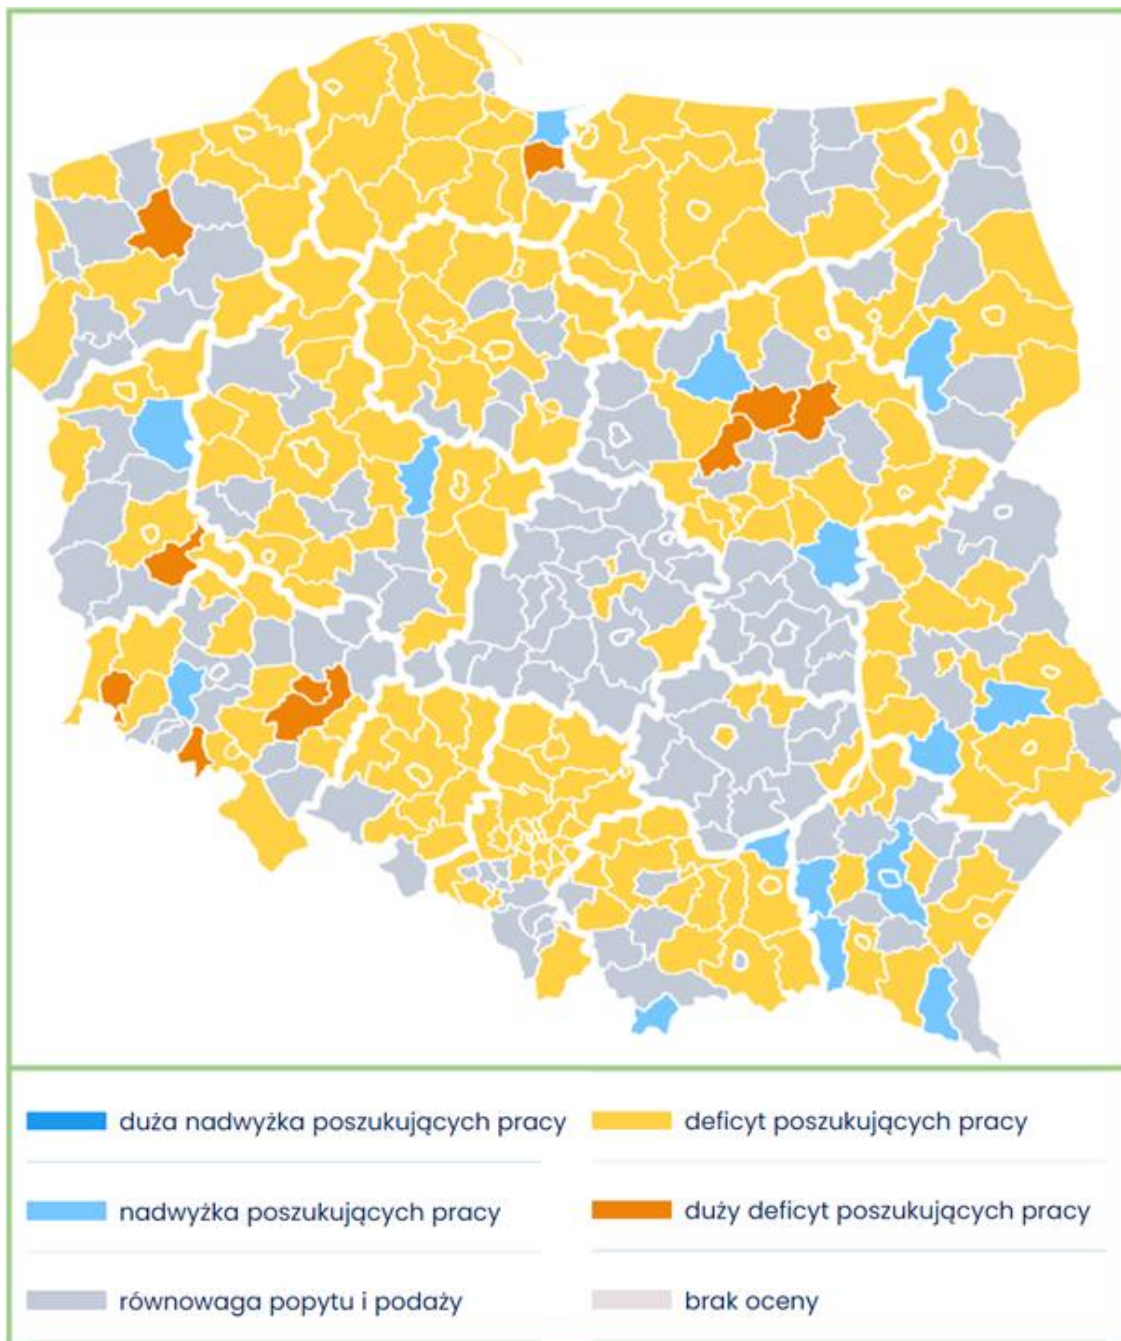 duża nadwyżka poszukujących pracy
deficyt poszukujących pracy
nadwyżka poszukujących pracy
duży deficyt poszukujących pracy
równowaga popytu i podaży
brak oceny